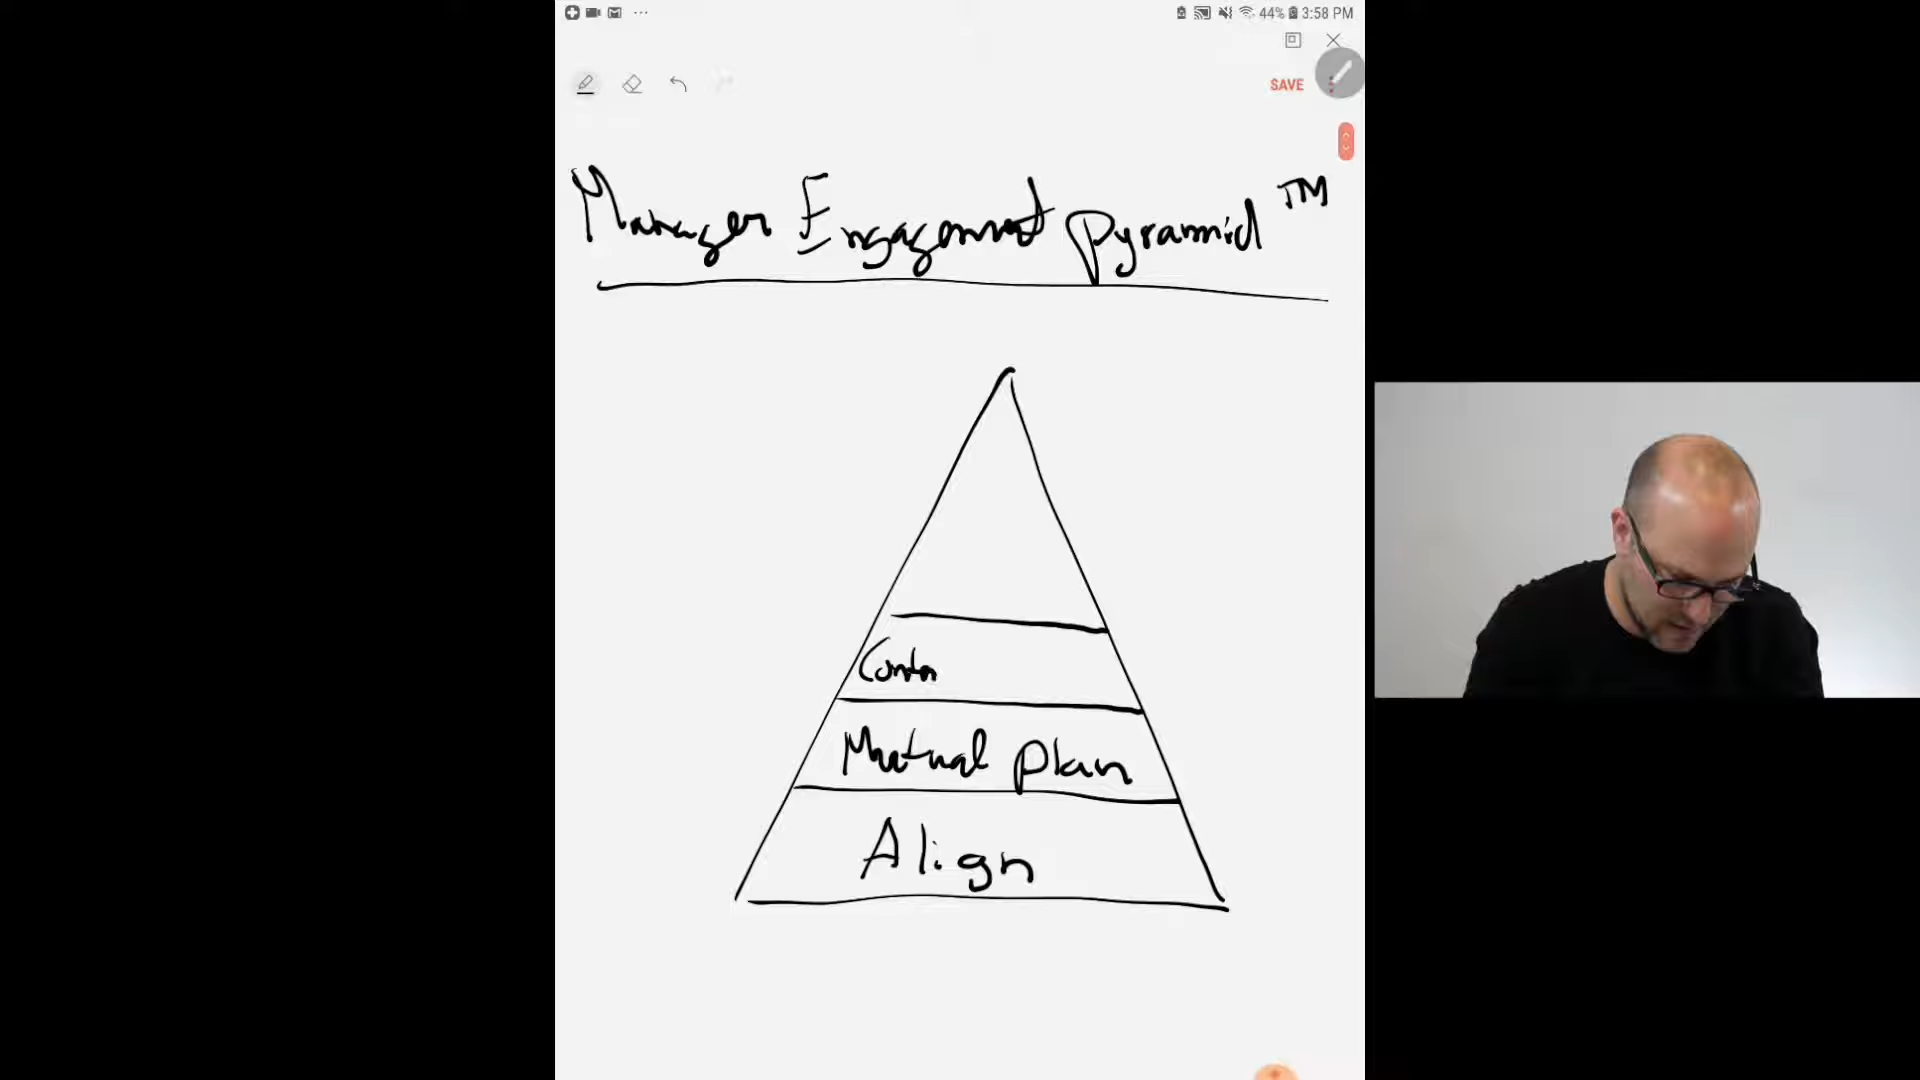 44% 3:58 PM
SAVE
Manager Engagement Pyramid TM
Conta
Mutual Plan
Align